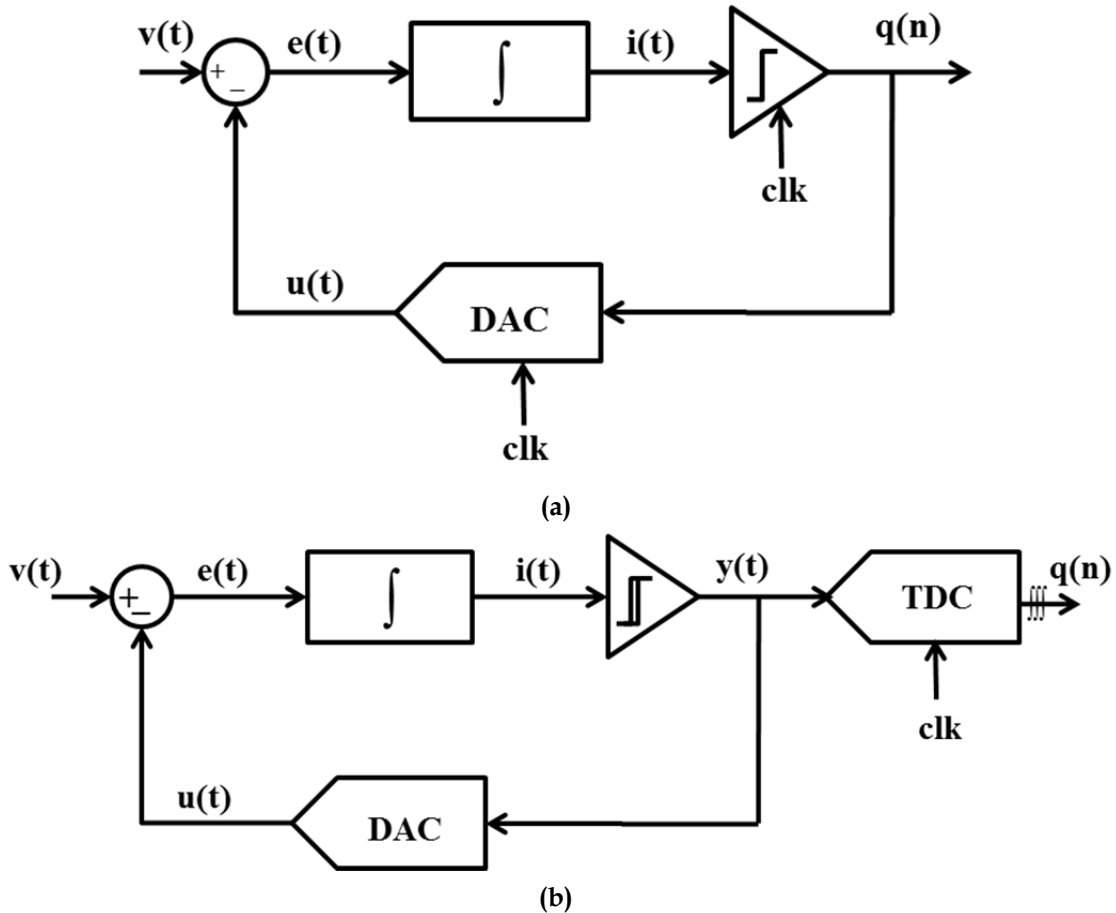 v(t) e(t) i(t) q(n)
+
−
∫
clk
u(t)
DAC
clk
(a)
v(t) e(t) i(t) y(t) TDC q(n)
+
−
∫
∫∫∫
clk
u(t)
DAC
(b)